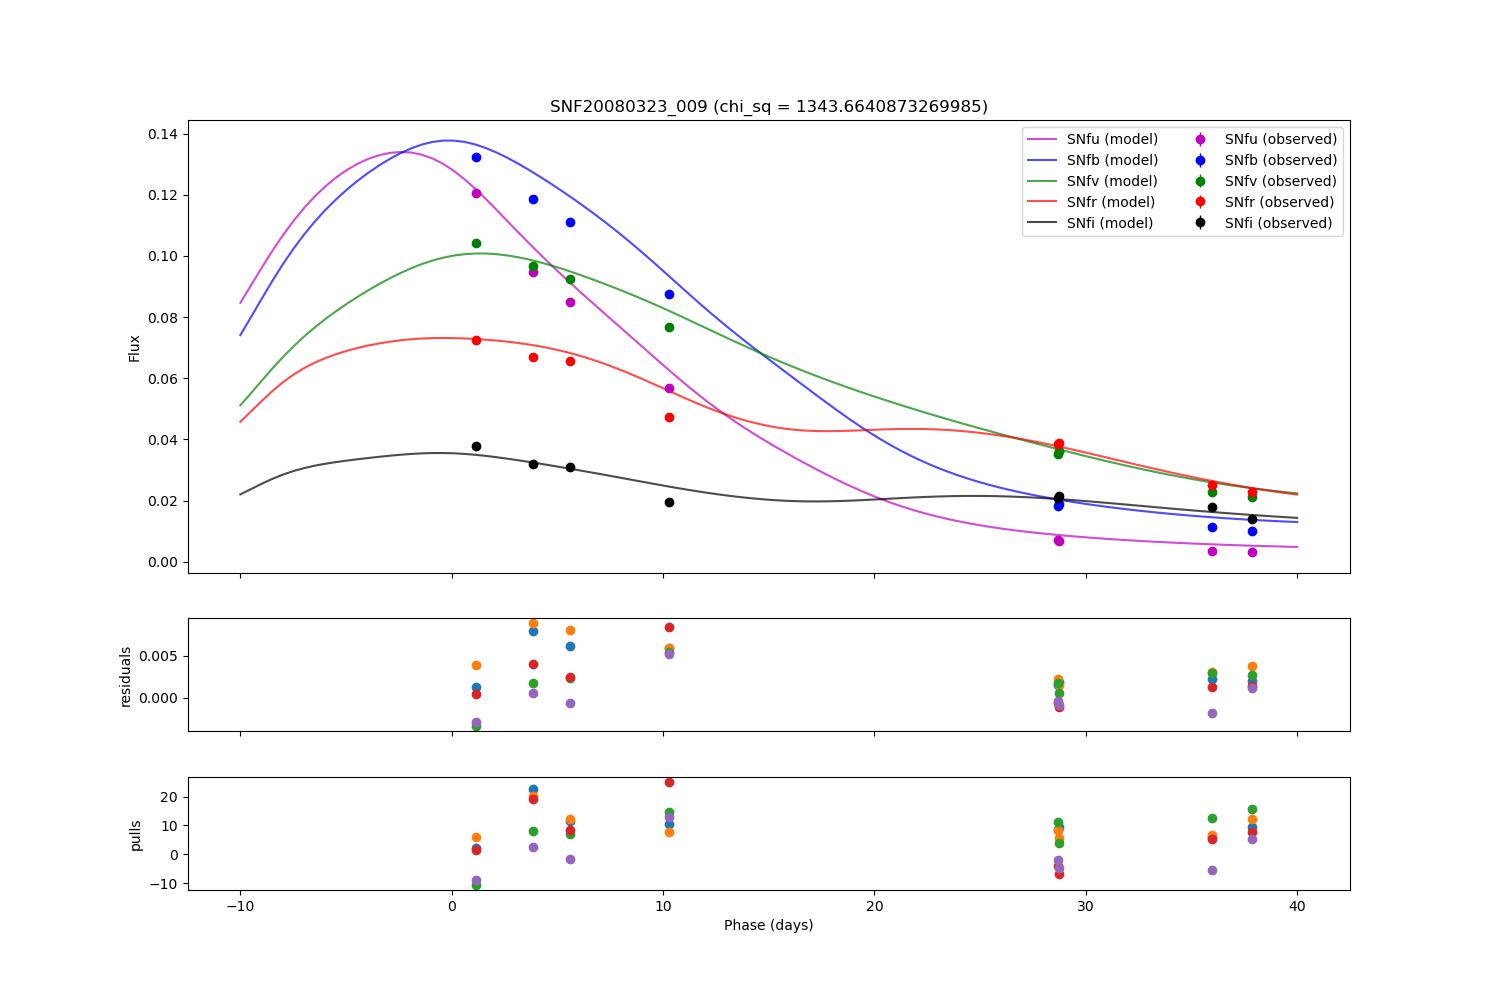 SNF20080323_009 (chi_sq = 1343.6640873269985)
0.14
0.12
0.10
0.08
0.06
0.04
0.02
0.00
Flux
SNfu (model)
SNfb (model)
SNfv (model)
SNfr (model)
SNfi (model)
SNfu (observed)
SNfb (observed)
SNfv (observed)
SNfr (observed)
SNfi (observed)
0.005
0.000
residuals
20
10
0
−10
pulls
−10 0 10 20 30 40
Phase (days)